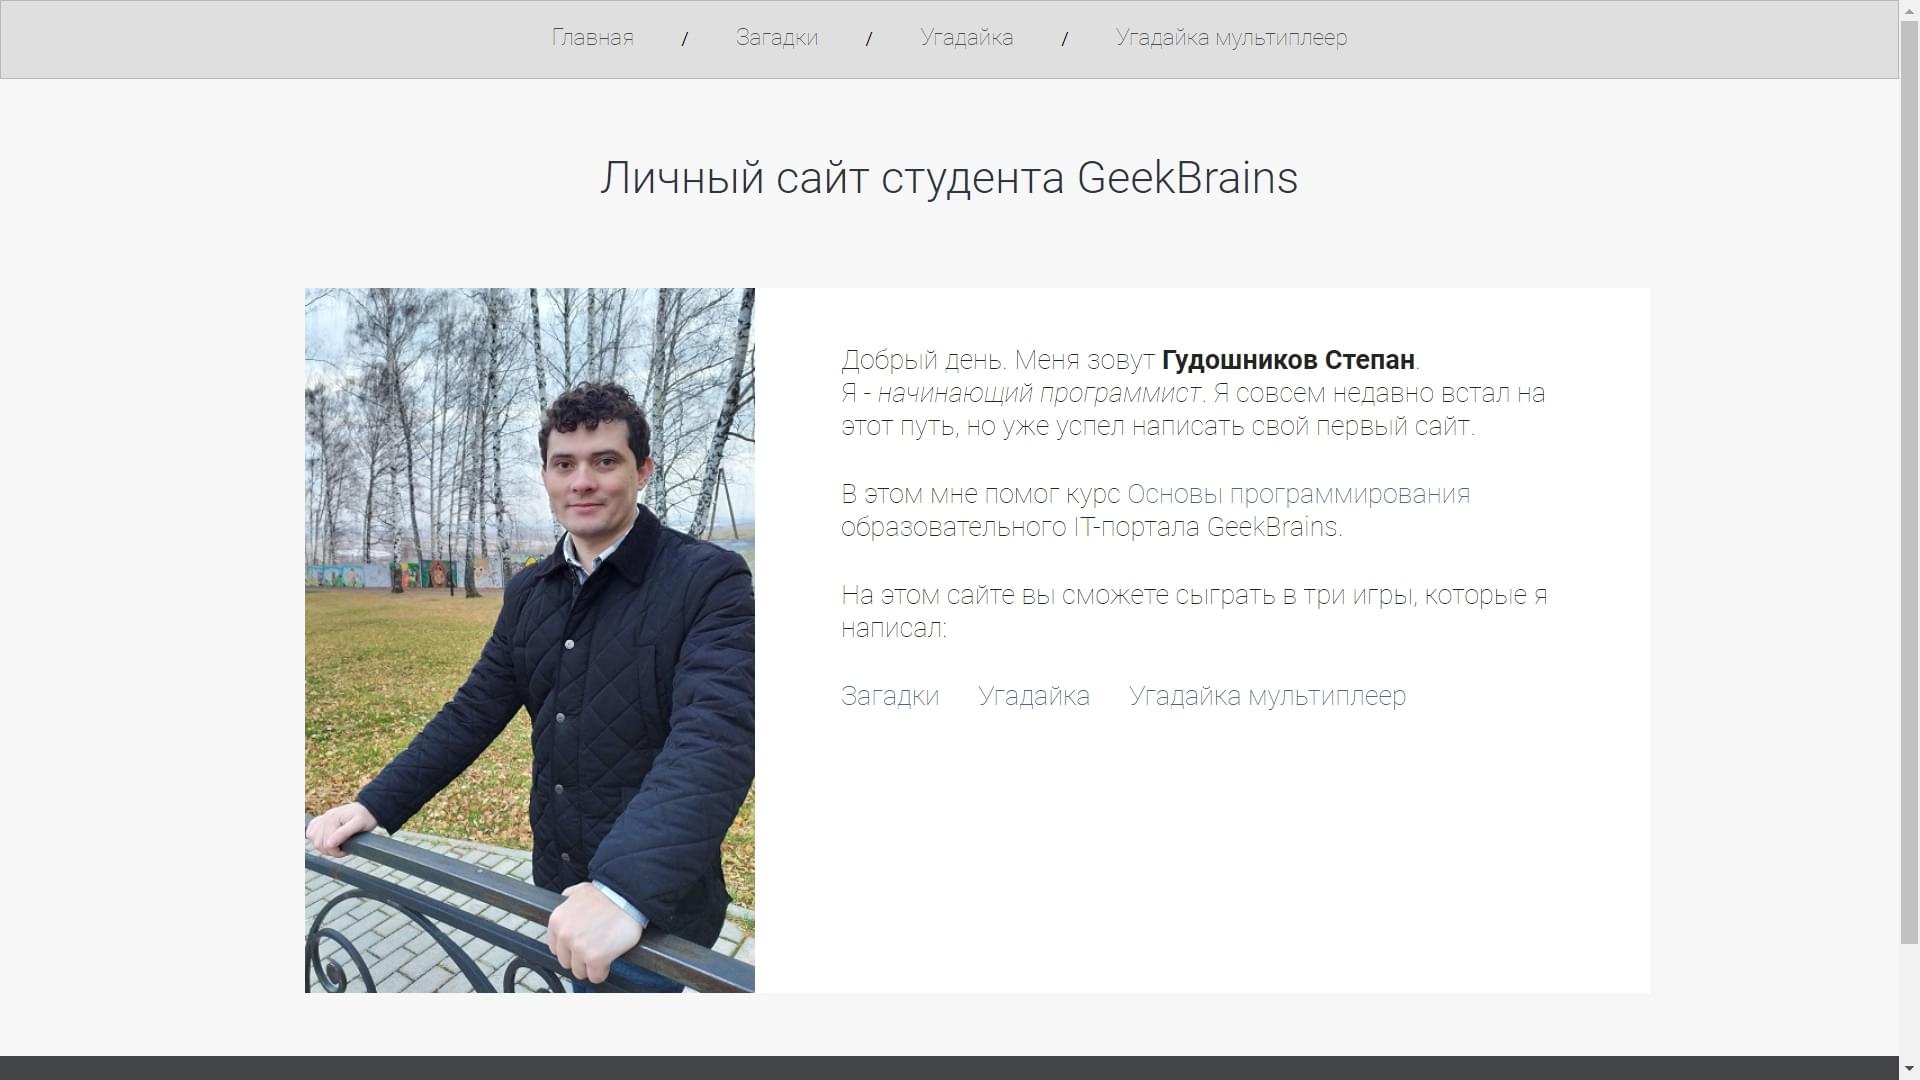 Главная / Загадки / Угадайка / Угадайка мультиплеер
Личный сайт студента GeekBrains
Добрый день. Меня зовут Гудошников Степан.
Я - начинающий программист. Я совсем недавно встал на
этот путь, но уже успел написать свой первый сайт.
В этом мне помог курс Основы программирования
образовательного IT-портала GeekBrains.
На этом сайте вы сможете сыграть в три игры, которые я
написал:
Загадки Угадайка Угадайка мультиплеер